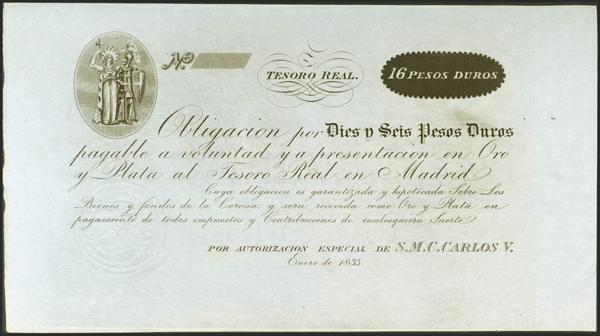 No.
TESORO REAL.
16 PESOS DUROS
Obligacion por Dies y Seis Pesos Duros
pagable a voluntad y a presentacion en Oro
y Plata al Tesoro Real en Madrid
Cuya obligacion es garantizada y hipotecada Sobre Los
Bienes y fondos de la Corona, y será recivida como Oro y Plata en
pagamiento de todos impuestos y Contribuciones de cualesquiera Suerte
POR AUTORIZACION ESPECIAL DE S.M.C. CARLOS V.
Enero de 1835